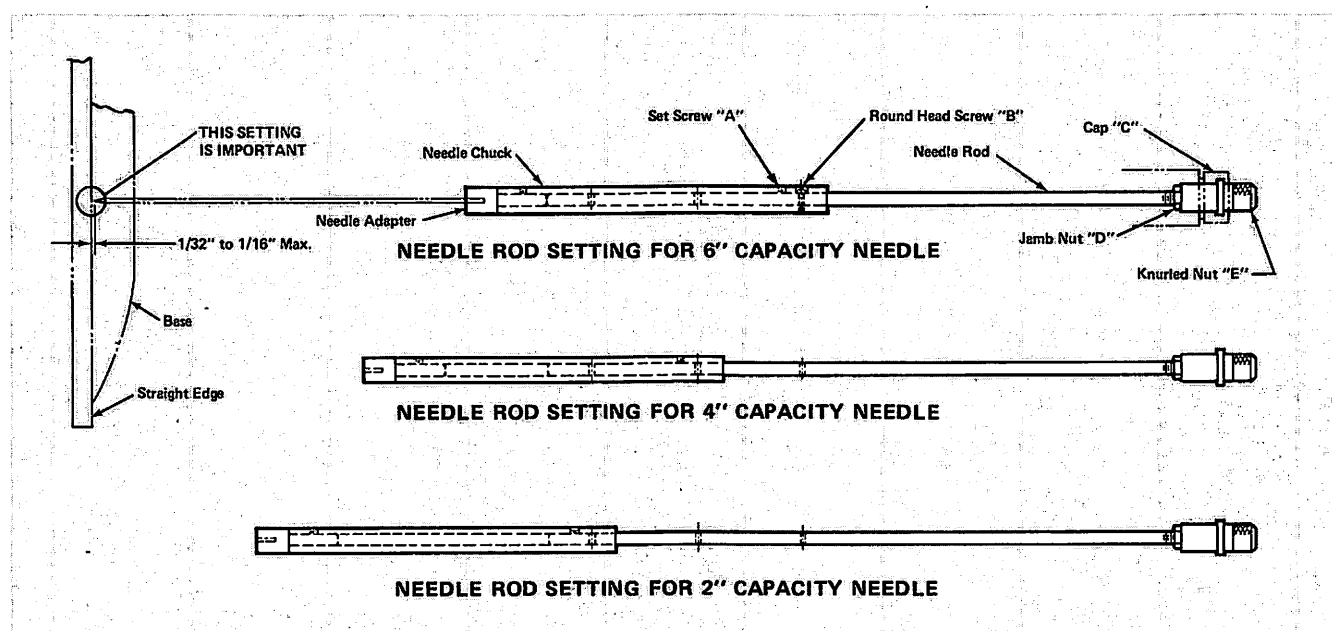 THIS SETTING
IS IMPORTANT
Set Screw "A"
Round Head Screw "B"
Cap "C"
Needle Chuck
Needle Rod
Needle Adapter
1/32" to 1/16" Max.
Jamb Nut "D"
NEEDLE ROD SETTING FOR 6" CAPACITY NEEDLE
Knurled Nut "E"
Base
Straight Edge
NEEDLE ROD SETTING FOR 4" CAPACITY NEEDLE
NEEDLE ROD SETTING FOR 2" CAPACITY NEEDLE